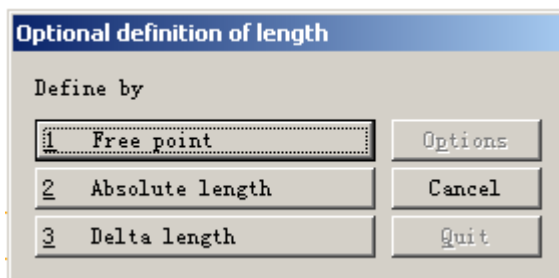 Optional definition of length
Define by
1 Free point
Options
2 Absolute length
Cancel
3 Delta length
Quit